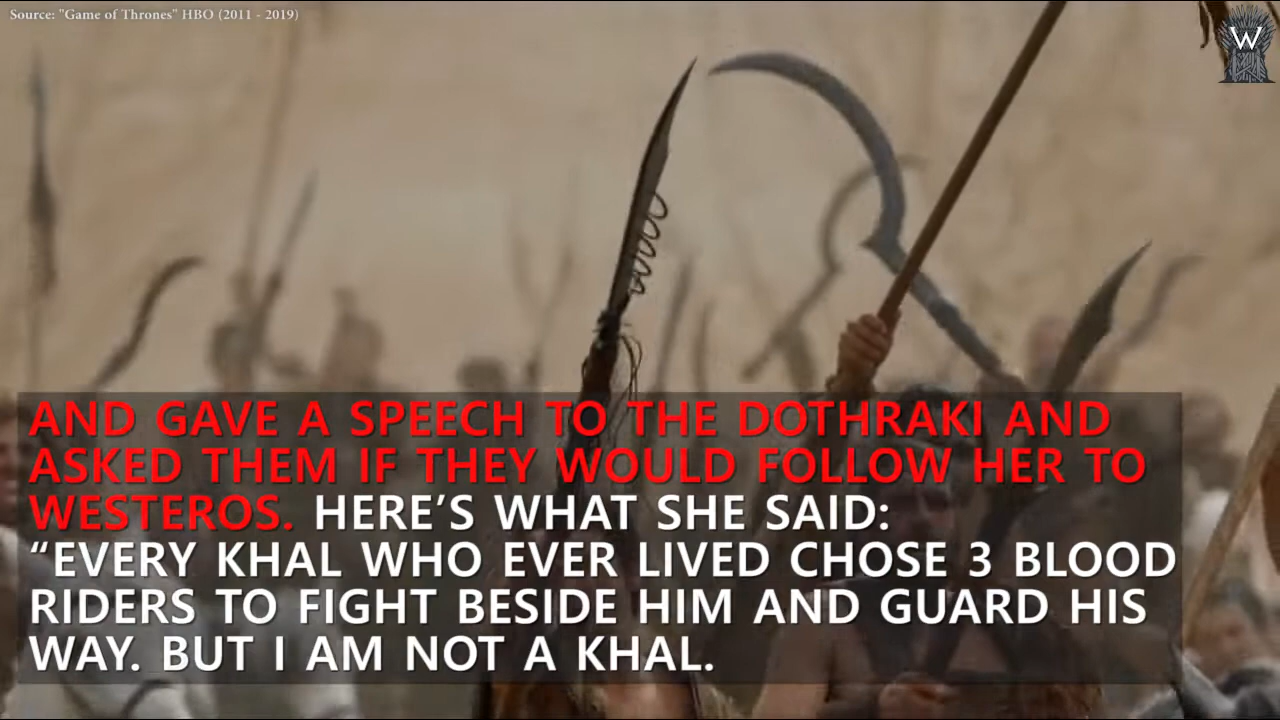 Source: "Game of Thrones" HBO (2011 - 2019)
W
AND GAVE A SPEECH TO THE DOTHRAKI AND
ASKED THEM IF THEY WOULD FOLLOW HER TO
WESTEROS. HERE’S WHAT SHE SAID:
“EVERY KHAL WHO EVER LIVED CHOSE 3 BLOOD
RIDERS TO FIGHT BESIDE HIM AND GUARD HIS
WAY. BUT I AM NOT A KHAL.